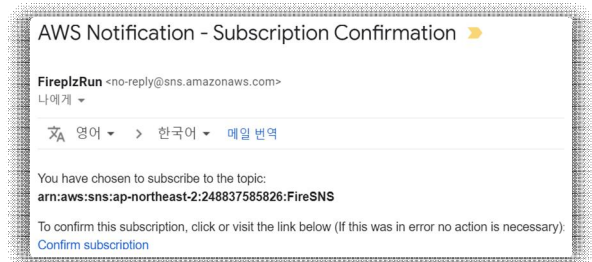 AWS Notification - Subscription Confirmation
FireplzRun <no-reply@sns.amazonaws.com>
나에게
영어 > 한국어 메일 번역
You have chosen to subscribe to the topic:
arn:aws:sns:ap-northeast-2:248837585826:FireSNS
To confirm this subscription, click or visit the link below (If this was in error no action is necessary):
Confirm subscription